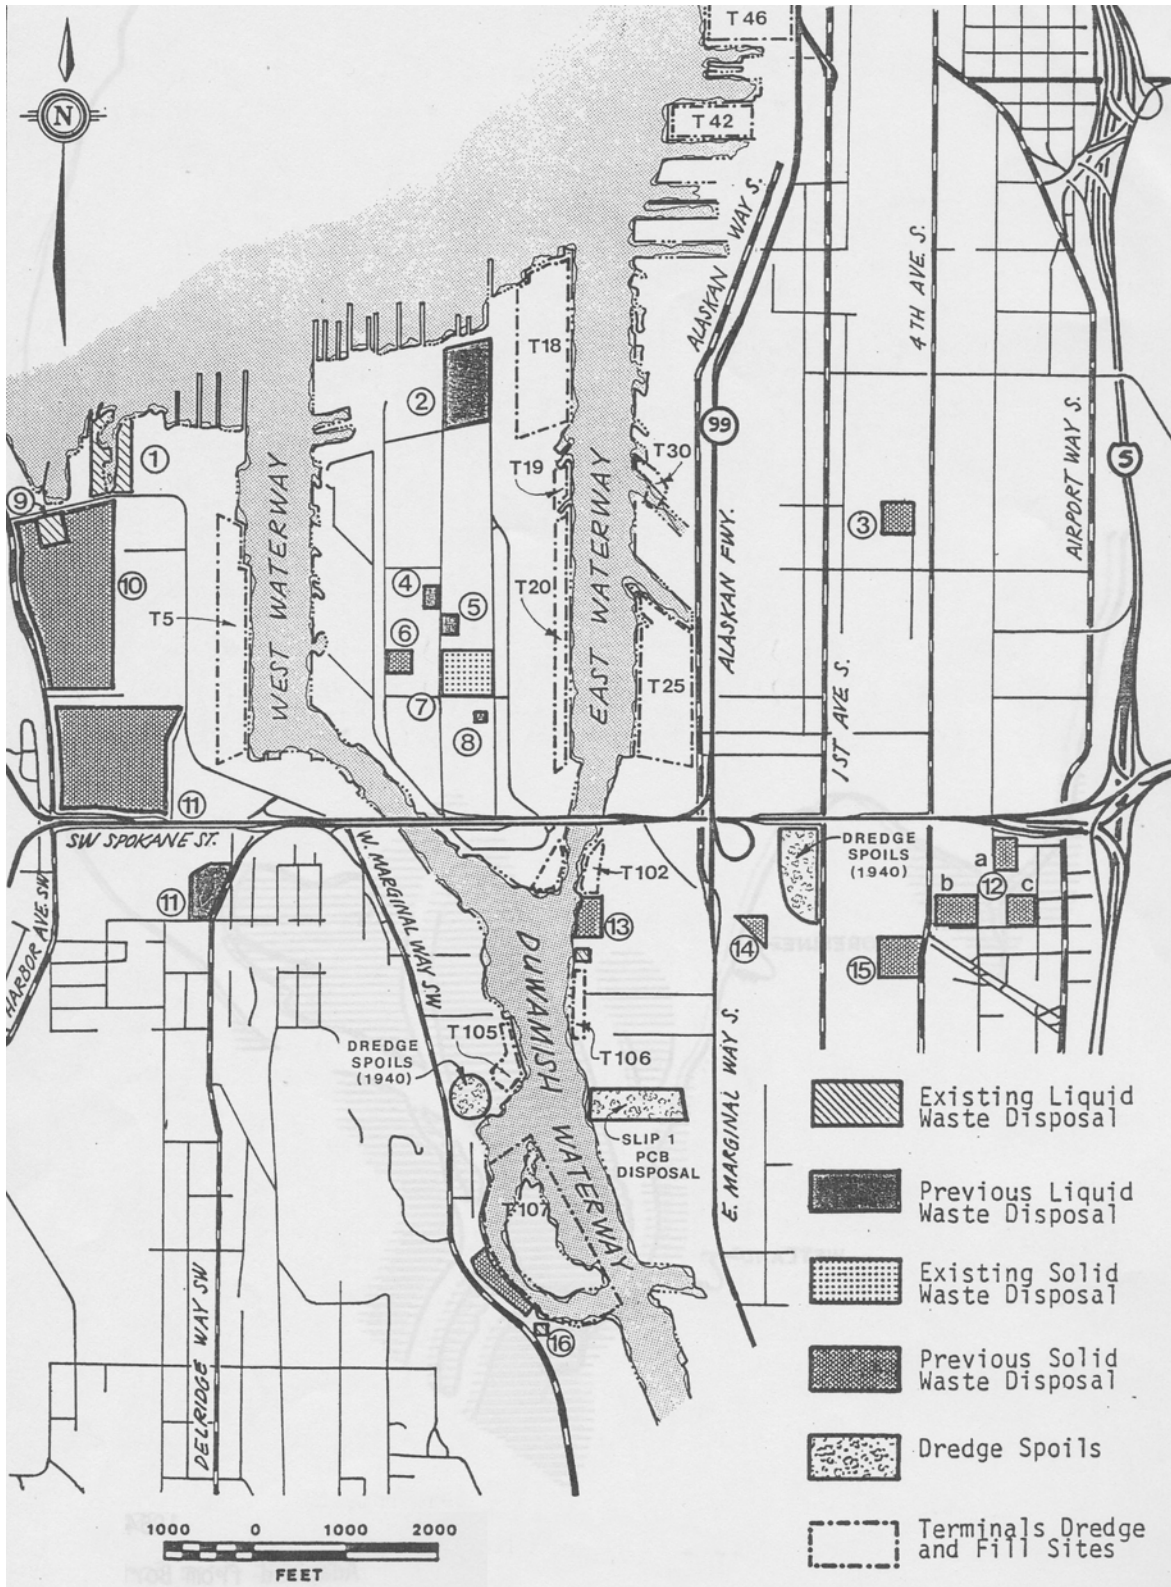 T46
N
T42
ALASKAN WAY S.
4TH AVE S.
T18
2
99
1
T19
T30
5
9
WEST WATERWAY
EAST WATERWAY
AIRPORT WAY S.
3
ALASKAN FWY.
10
4
5
T20
T5
6
T25
1ST AVE S.
7
8
11
SW SPOKANE ST.
W. MARGINAL WAY SW
DREDGE
SPOILS
(1940)
a
T102
12
b
c
11
HARBOR AVE SW
13
14
15
DUWAMISH WATERWAY
T105
T106
DREDGE
SPOILS
(1940)
E. MARGINAL WAY S.
SLIP 1
PCB
DISPOSAL
T107
DELRIDGE WAY SW
16
Existing Liquid
Waste Disposal
Previous Liquid
Waste Disposal
Existing Solid
Waste Disposal
Previous Solid
Waste Disposal
Dredge Spoils
Terminals Dredge
and Fill Sites
1000 0 1000 2000
FEET